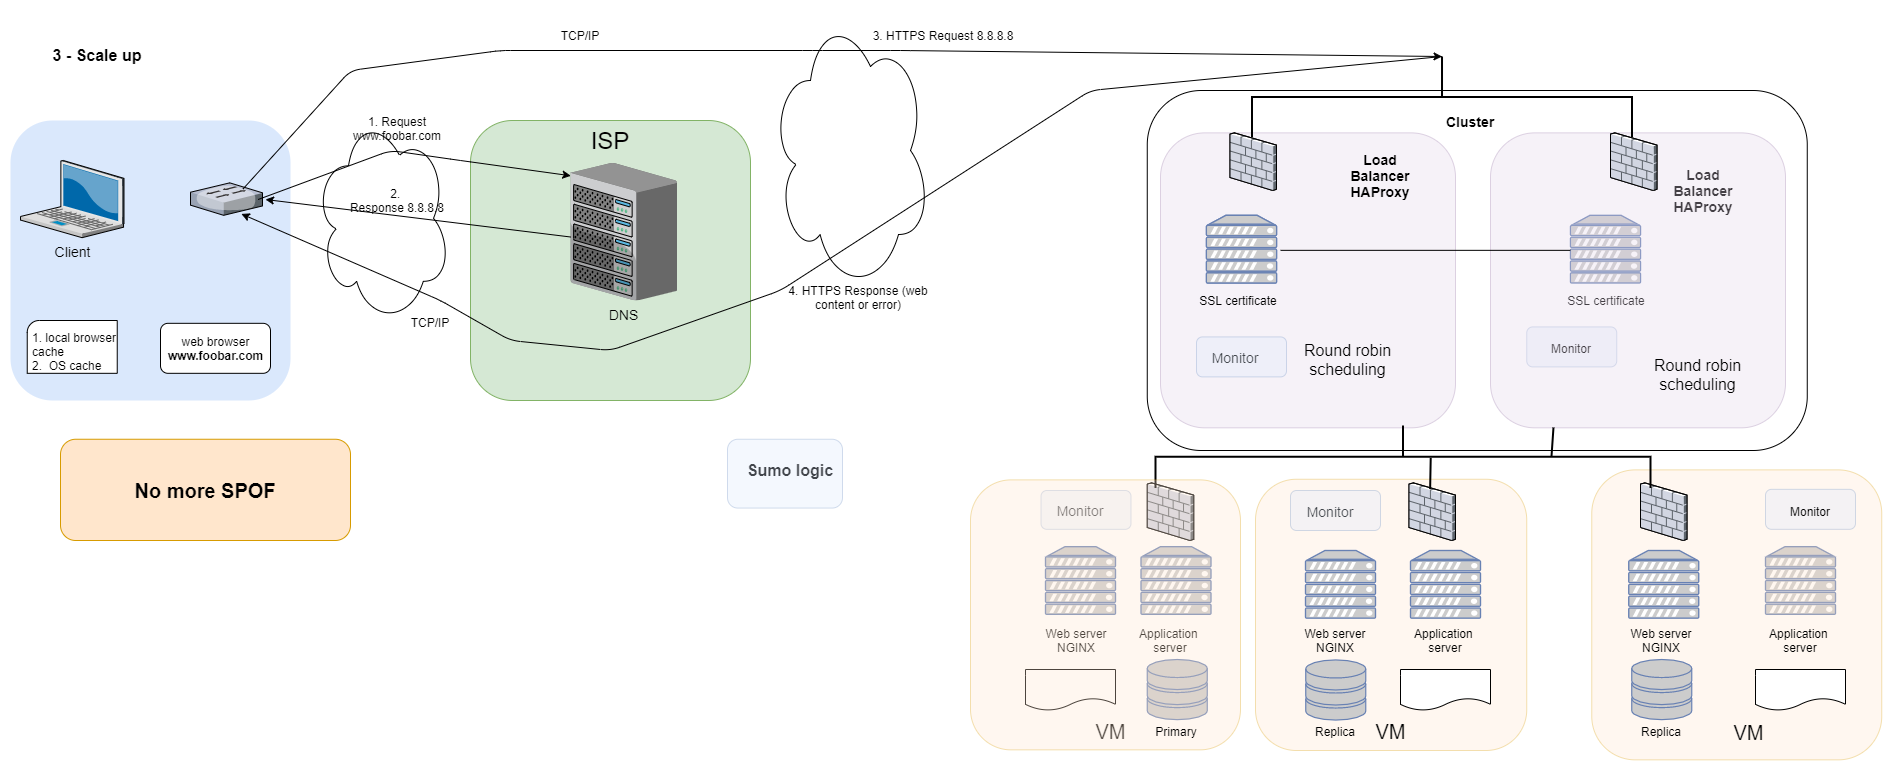 3 - Scale up
TCP/IP
3. HTTPS Request 8.8.8.8
1. Request
www.foobar.com
ISP
2.
Response 8.8.8.8
Client
DNS
TCP/IP
4. HTTPS Response (web
content or error)
1. local browser
cache
2.  OS cache
web browser
www.foobar.com
Cluster
Load
Balancer
HAProxy
SSL certificate
Monitor
Round robin
scheduling
Load
Balancer
HAProxy
SSL certificate
Monitor
Round robin
scheduling
No more SPOF
Sumo logic
Monitor
Web server
NGINX
Application
server
VM
Primary
Monitor
Web server
NGINX
Application
server
Replica
VM
Monitor
Web server
NGINX
Application
server
Replica
VM